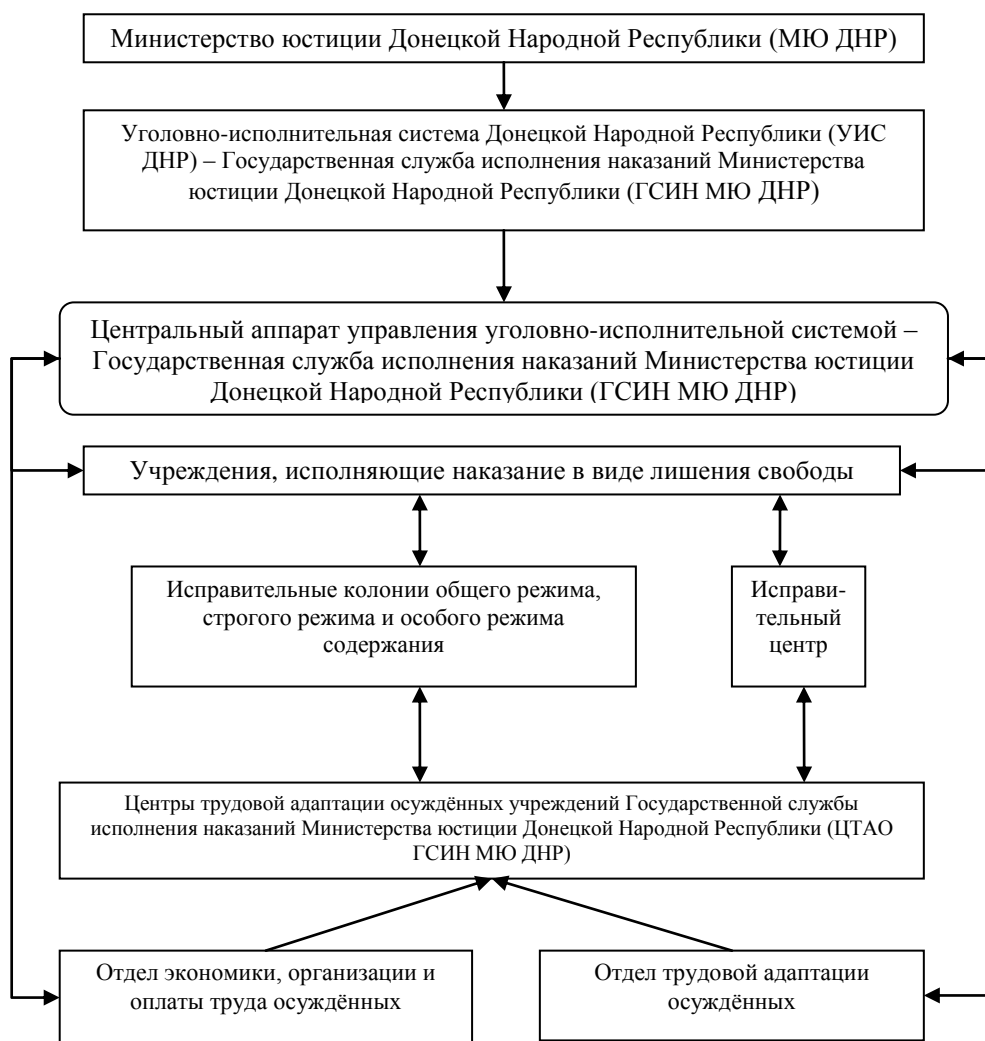 Министерство юстиции Донецкой Народной Республики (МЮ ДНР)
Уголовно-исполнительная система Донецкой Народной Республики (УИС
ДНР) – Государственная служба исполнения наказаний Министерства
юстиции Донецкой Народной Республики (ГСИН МЮ ДНР)
Центральный аппарат управления уголовно-исполнительной системой –
Государственная служба исполнения наказаний Министерства юстиции
Донецкой Народной Республики (ГСИН МЮ ДНР)
Учреждения, исполняющие наказание в виде лишения свободы
Исправительные колонии общего режима,
строгого режима и особого режима
содержания
Исправи-
тельный
центр
Центры трудовой адаптации осуждённых учреждений Государственной службы
исполнения наказаний Министерства юстиции Донецкой Народной Республики (ЦТАО
ГСИН МЮ ДНР)
Отдел экономики, организации и
оплаты труда осуждённых
Отдел трудовой адаптации
осуждённых